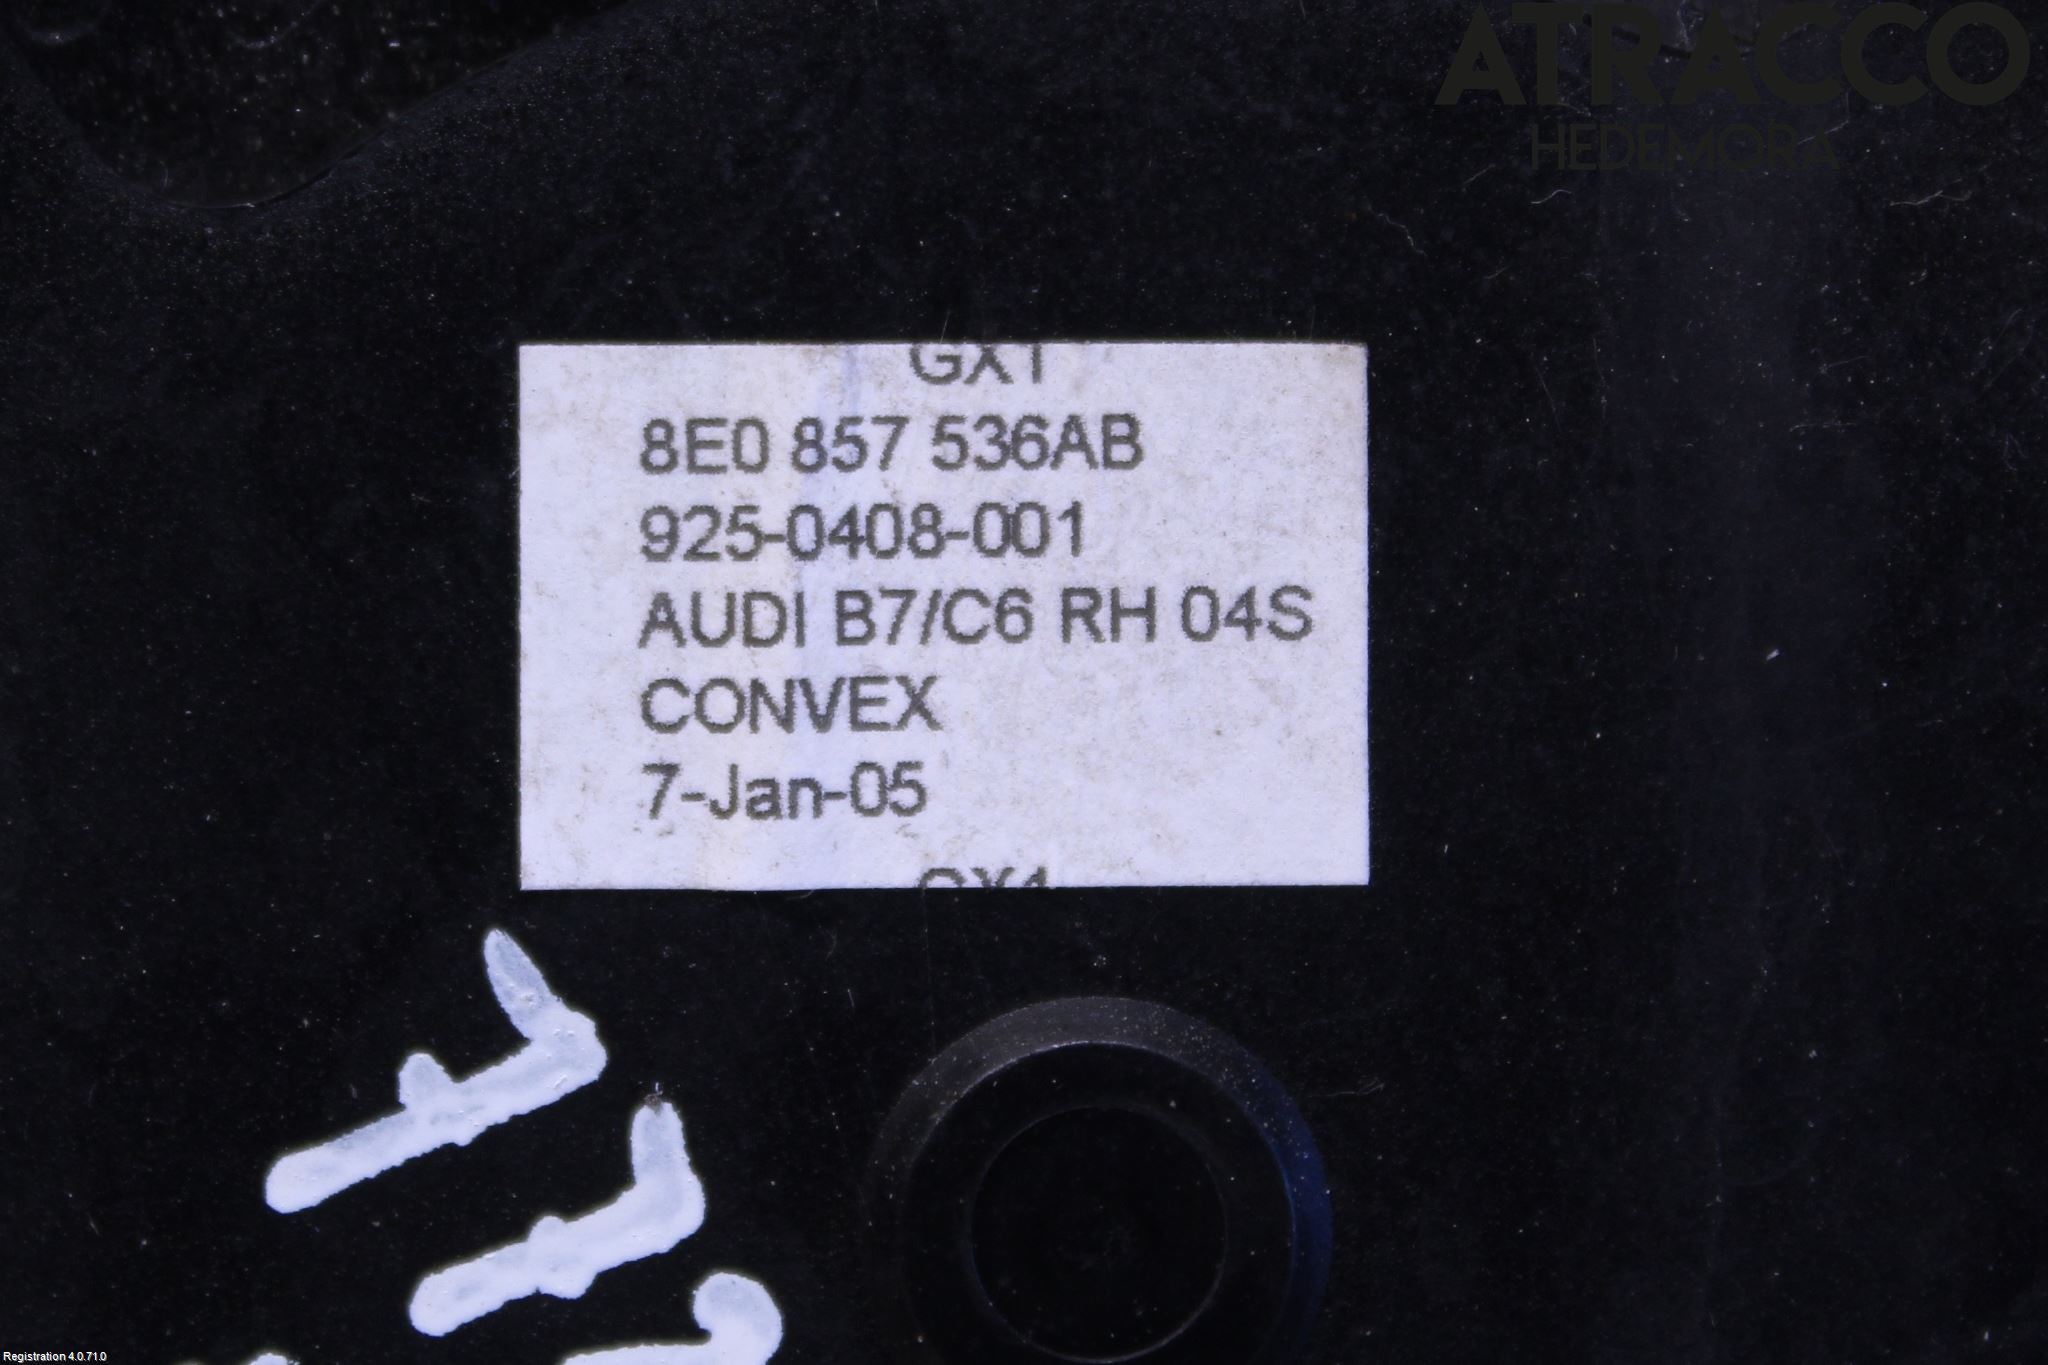 ATRACCO
HEDEMORA
GX1
8E0 857 536AB
925-0408-001
AUDI B7/C6 RH 04S
CONVEX
7-Jan-05
Registration 4.0.71.0